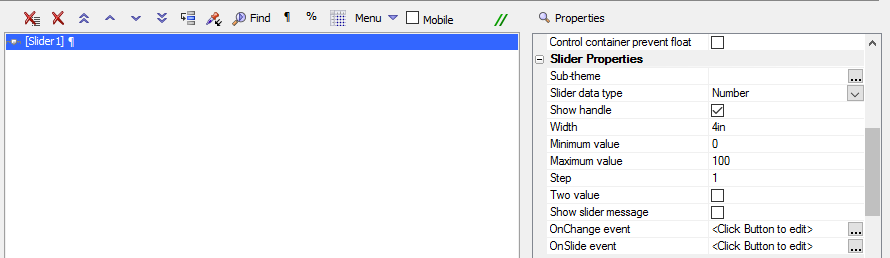 Find ¶ % Menu Mobile // Properties
[Slider1] ¶
Control container prevent float
Slider Properties
Sub-theme ...
Slider data type Number
Show handle
Width 4in
Minimum value 0
Maximum value 100
Step 1
Two value
Show slider message
OnChange event <Click Button to edit> ...
OnSlide event <Click Button to edit> ...